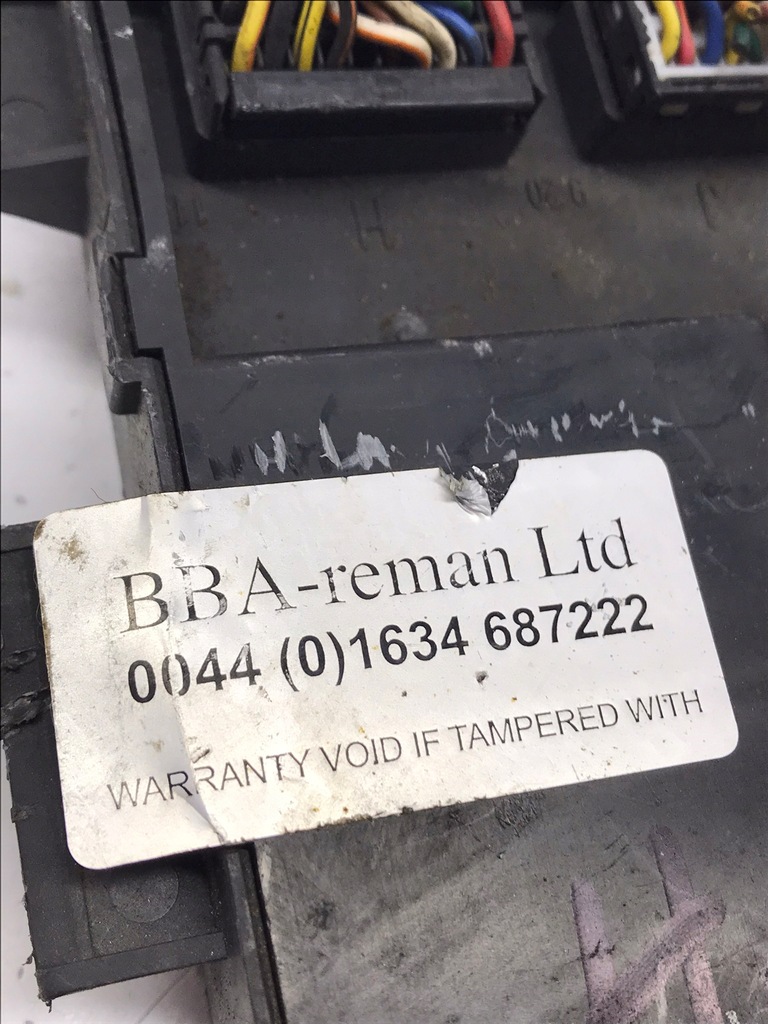 H
BBA-reman Ltd
0044 (0)1634 687222
WARRANTY VOID IF TAMPERED WITH
H